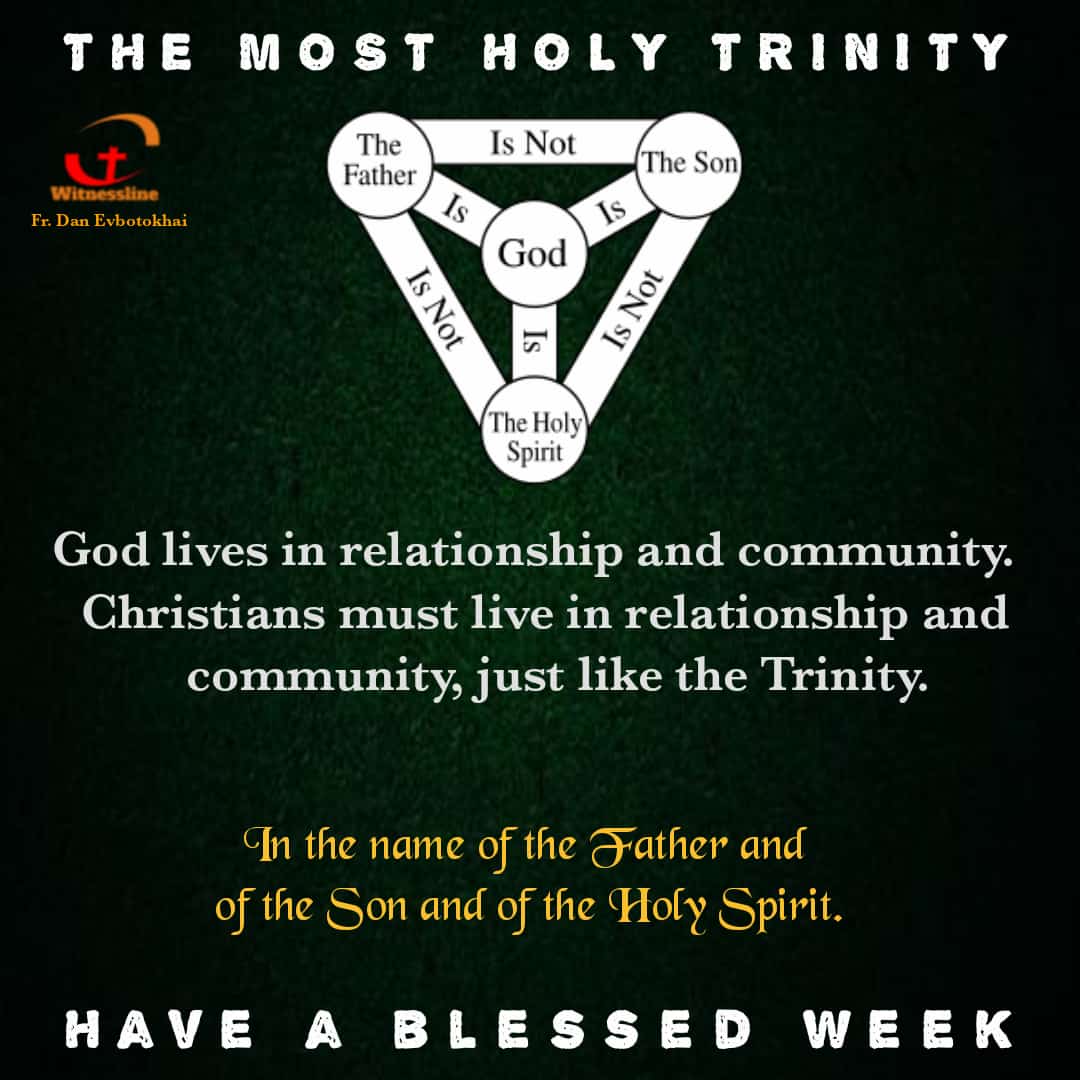 THE MOST HOLY TRINITY
Witnessline
Fr. Dan Evbotokhai
The
Father
Is Not
The Son
Is
Is
God
Is Not
Is
Is Not
The Holy
Spirit
God lives in relationship and community.
Christians must live in relationship and
community, just like the Trinity.
In the name of the Father and
of the Son and of the Holy Spirit.
HAVE A BLESSED WEEK